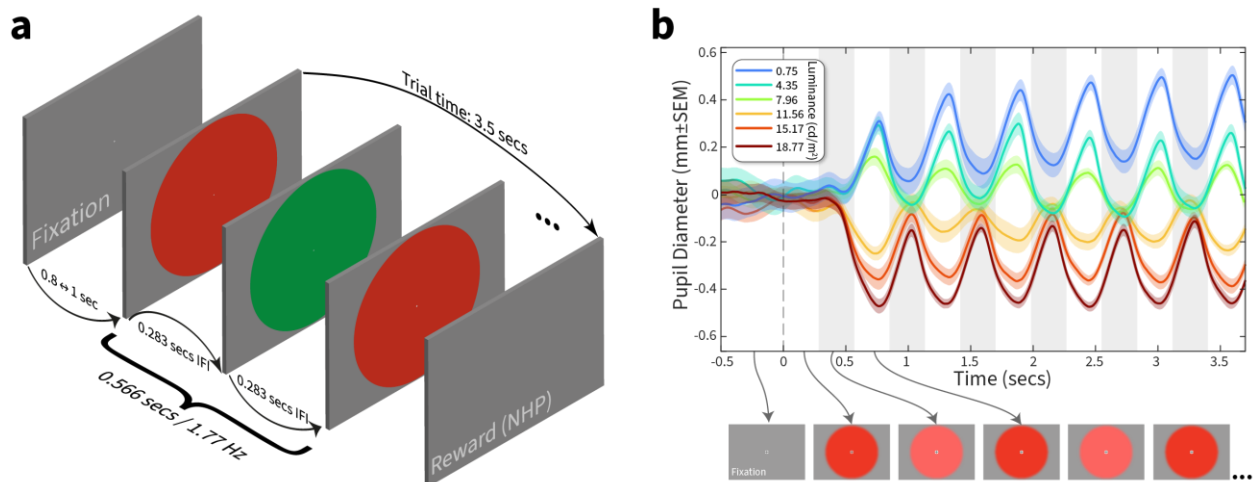 a
Fixation
0.8↔1 sec
0.283 secs IFI
0.283 secs IFI
0.566 secs / 1.77 Hz
Trial time: 3.5 secs
...
Reward (NHP)
b
Pupil Diameter (mm±SEM)
0.6
0.4
0.2
0
-0.2
-0.4
-0.6
0.75
4.35
7.96
11.56
15.17
18.77
Luminance (cd/m²)
-0.5 0 0.5 1 1.5 2 2.5 3 3.5
Time (secs)
Fixation
...